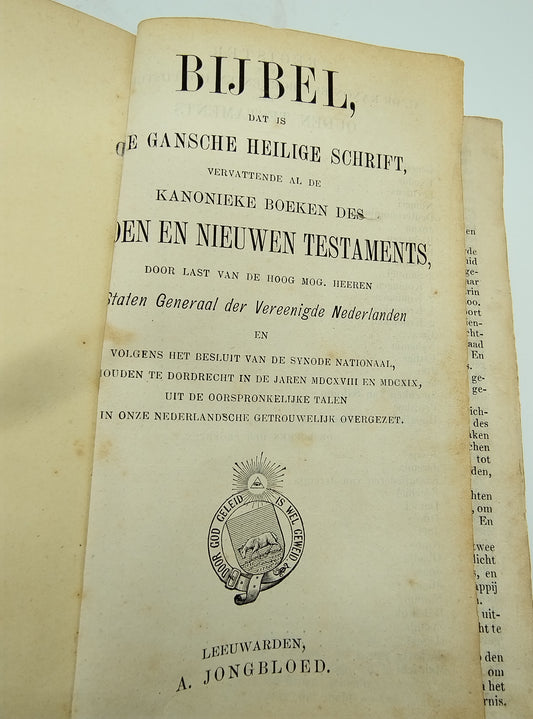 BIJBEL,
DAT IS
DE GANSCHE HEILIGE SCHRIFT,
VERVATTENDE AL DE
KANONIEKE BOEKEN DES
DEN EN NIEUWEN TESTAMENTS,
DOOR LAST VAN DE HOOG MOG. HEEREN
Staten Generaal der Vereenigde Nederlanden
EN
VOLGENS HET BESLUIT VAN DE SYNODE NATIONAAL,
HOUDEN TE DORDRECHT IN DE JAREN MDCXVIII EN MDCXIX,
UIT DE OORSPRONKELIJKE TALEN
IN ONZE NEDERLANDSCHE GETROUWELIJK OVERGEZET.
DOOR GOD GELEID IS WEL GEWEID
LEEUWARDEN,
A. JONGBLOED.